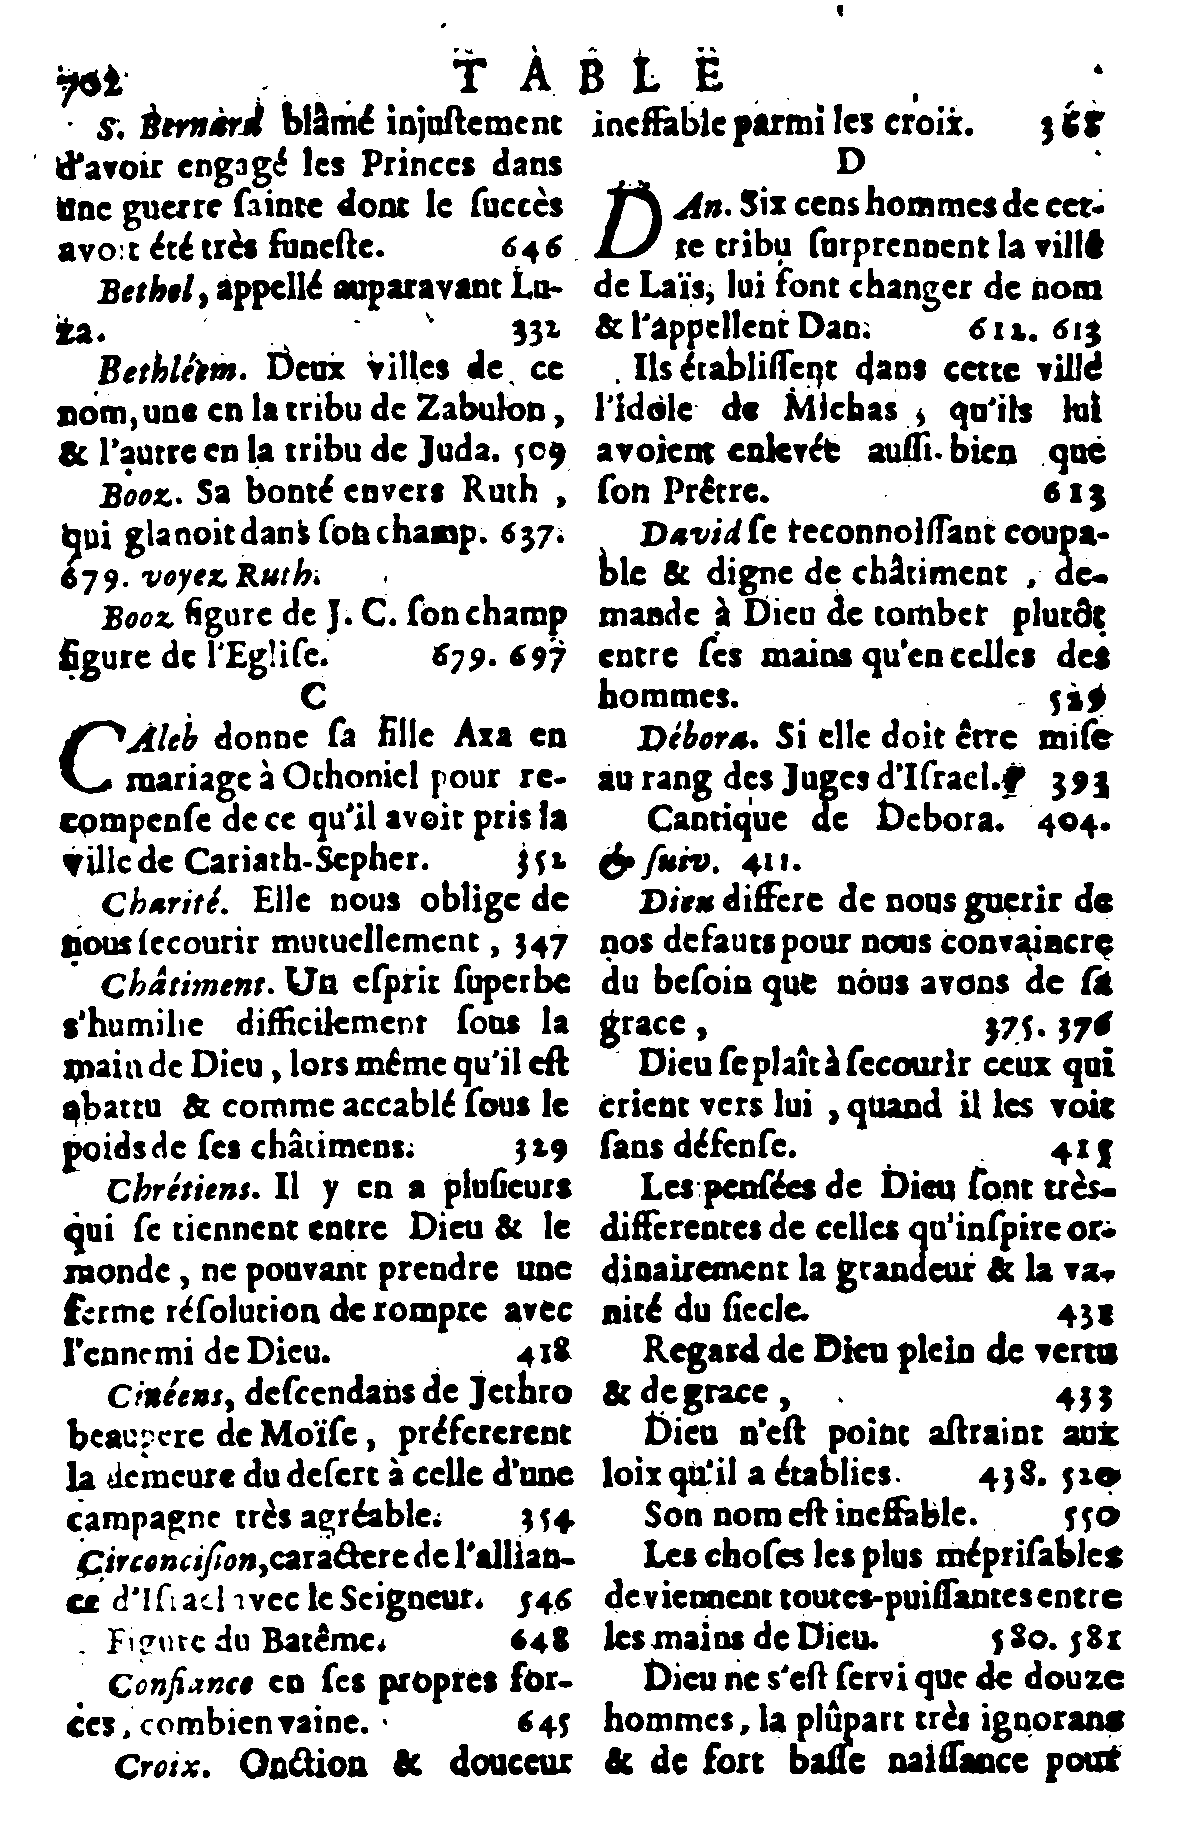 702 TABLE
S. Bernard blâmé injuſtement
d'avoir engagé les Princes dans
une guerre ſainte dont le ſuccès
avoit été très funeſte. 646
Bethel, appellé auparavant Lu-
za. 332
Bethléem. Deux villes de ce
nom, une en la tribu de Zabulon,
& l'autre en la tribu de Juda. 509
Booz. Sa bonté envers Ruth,
qui glanoit dans ſon champ. 637.
679. voyez Ruth.
Booz figure de J. C. ſon champ
figure de l'Egliſe. 679. 697
C
CAleb donne ſa fille Axa en
mariage à Othoniel pour re-
compenſe de ce qu'il avoit pris la
ville de Cariath-Sepher. 352
Charité. Elle nous oblige de
nous ſecourir mutuellement, 347
Châtiment. Un eſprit ſuperbe
s'humilie difficilement ſous la
main de Dieu, lors même qu'il eſt
abattu & comme accablé ſous le
poids de ſes châtimens. 329
Chrétiens. Il y en a pluſieurs
qui ſe tiennent entre Dieu & le
monde, ne pouvant prendre une
ferme réſolution de rompre avec
l'ennemi de Dieu. 418
Cinéens, deſcendans de Jethro
beaupere de Moïſe, préfererent
la demeure du deſert à celle d'une
campagne très agréable. 354
Circonciſion, caractere de l'allian-
ce d'Iſrael avec le Seigneur. 546
Figure du Batême. 648
Confiance en ſes propres for-
ces, combien vaine. 645
Croix. Onction & douceur
ineffable parmi les croix. 368
D
DAn. Six cens hommes de cet-
te tribu ſurprennent la ville
de Laïs, lui font changer de nom
& l'appellent Dan. 612. 613
Ils établiſſent dans cette ville
l'idole de Michas, qu'ils lui
avoient enlevée auſſi-bien que
ſon Prêtre. 613
David ſe reconnoiſſant coupa-
ble & digne de châtiment, de-
mande à Dieu de tomber plutôt
entre ſes mains qu'en celles des
hommes. 529
Débora. Si elle doit être miſe
au rang des Juges d'Iſrael. 393
Cantique de Debora. 404.
& ſuiv. 411.
Dieu differe de nous guerir de
nos defauts pour nous convaincre
du beſoin que nous avons de ſa
grace, 375. 376
Dieu ſe plaît à ſecourir ceux qui
crient vers lui, quand il les voit
ſans défenſe. 415
Les penſées de Dieu ſont très-
differentes de celles qu'inſpire or-
dinairement la grandeur & la va-
nité du ſiecle. 431
Regard de Dieu plein de vertu
& de grace, 433
Dieu n'eſt point aſtraint aux
loix qu'il a établies. 438. 520
Son nom eſt ineffable. 550
Les choſes les plus mépriſables
deviennent toutes-puiſſantes entre
les mains de Dieu. 580. 581
Dieu ne s'eſt ſervi que de douze
hommes, la plûpart très ignorans
& de fort baſſe naiſſance pour